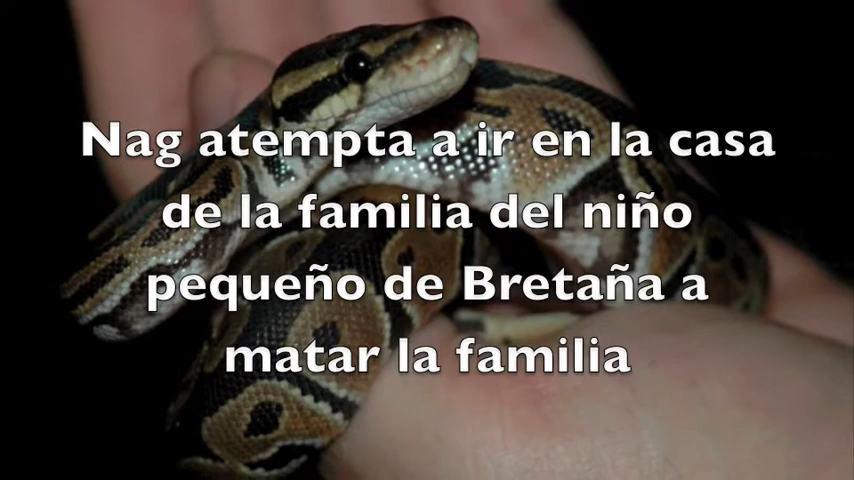 Nag atempta a ir en la casa
de la familia del niño
pequeño de Bretaña a
matar la familia